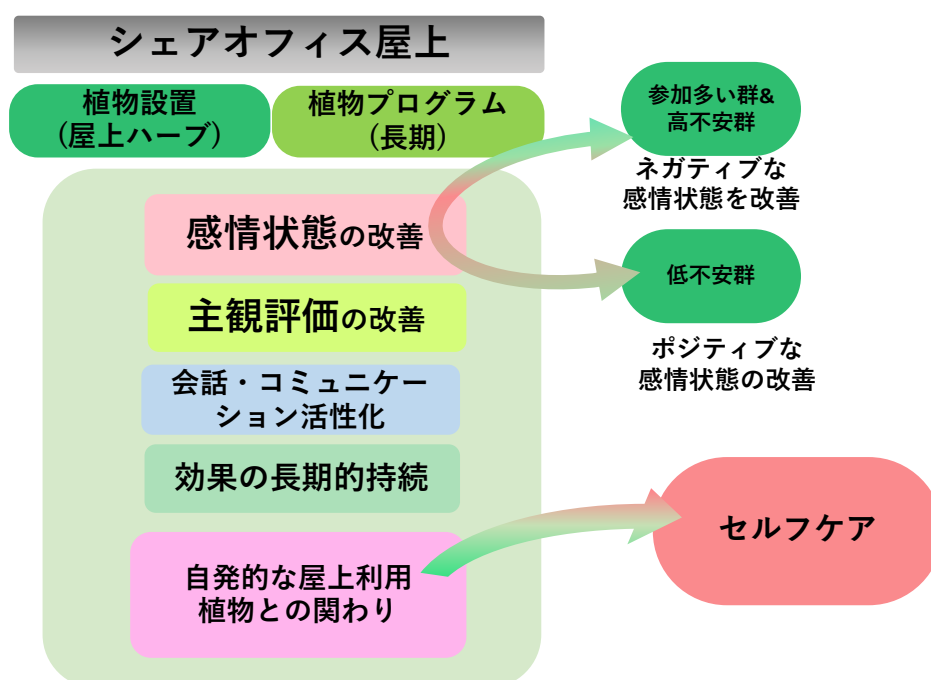 シェアオフィス屋上
植物設置
(屋上ハーブ)
植物プログラム
(長期)
参加多い群&
高不安群
ネガティブな
感情状態を改善
感情状態の改善
低不安群
主観評価の改善
ポジティブな
感情状態の改善
会話・コミュニケー
ション活性化
効果の長期的持続
セルフケア
自発的な屋上利用
植物との関わり